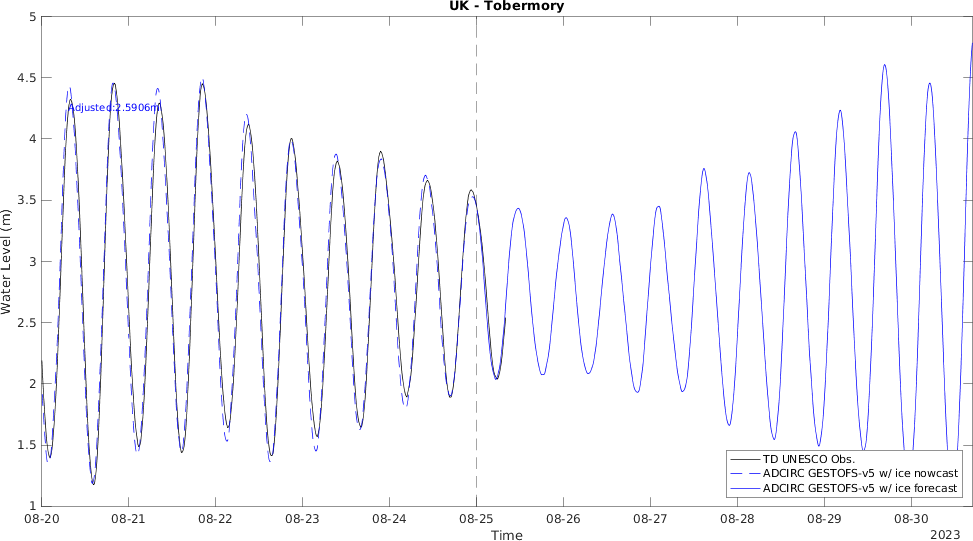 UK - Tobermory
5
4.5
4
3.5
3
2.5
2
1.5
1
Water Level (m)
Adjusted:2.5906m
TD UNESCO Obs.
ADCIRC GESTOFS-v5 w/ ice nowcast
ADCIRC GESTOFS-v5 w/ ice forecast
08-20 08-21 08-22 08-23 08-24 08-25 08-26 08-27 08-28 08-29 08-30
Time
2023